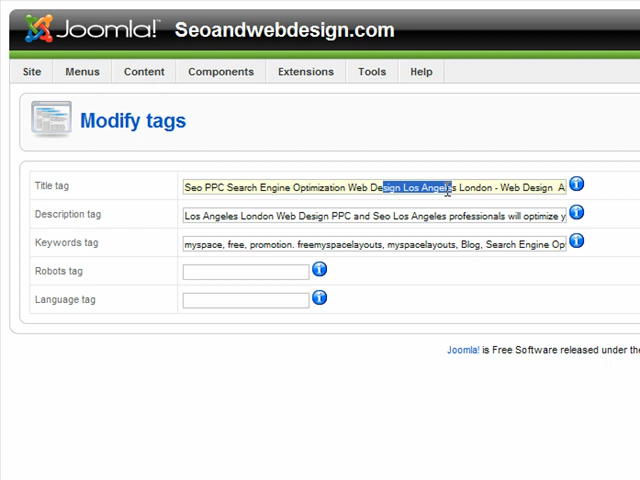 Joomla! Seoandwebdesign.com
Site Menus Content Components Extensions Tools Help
Modify tags
Title tag Seo PPC Search Engine Optimization Web Design Los Angeles London - Web Design A
Description tag Los Angeles London Web Design PPC and Seo Los Angeles professionals will optimize y
Keywords tag myspace, free, promotion. freemyspacelayouts, myspacelayouts, Blog, Search Engine Op
Robots tag
Language tag
Joomla! is Free Software released under the